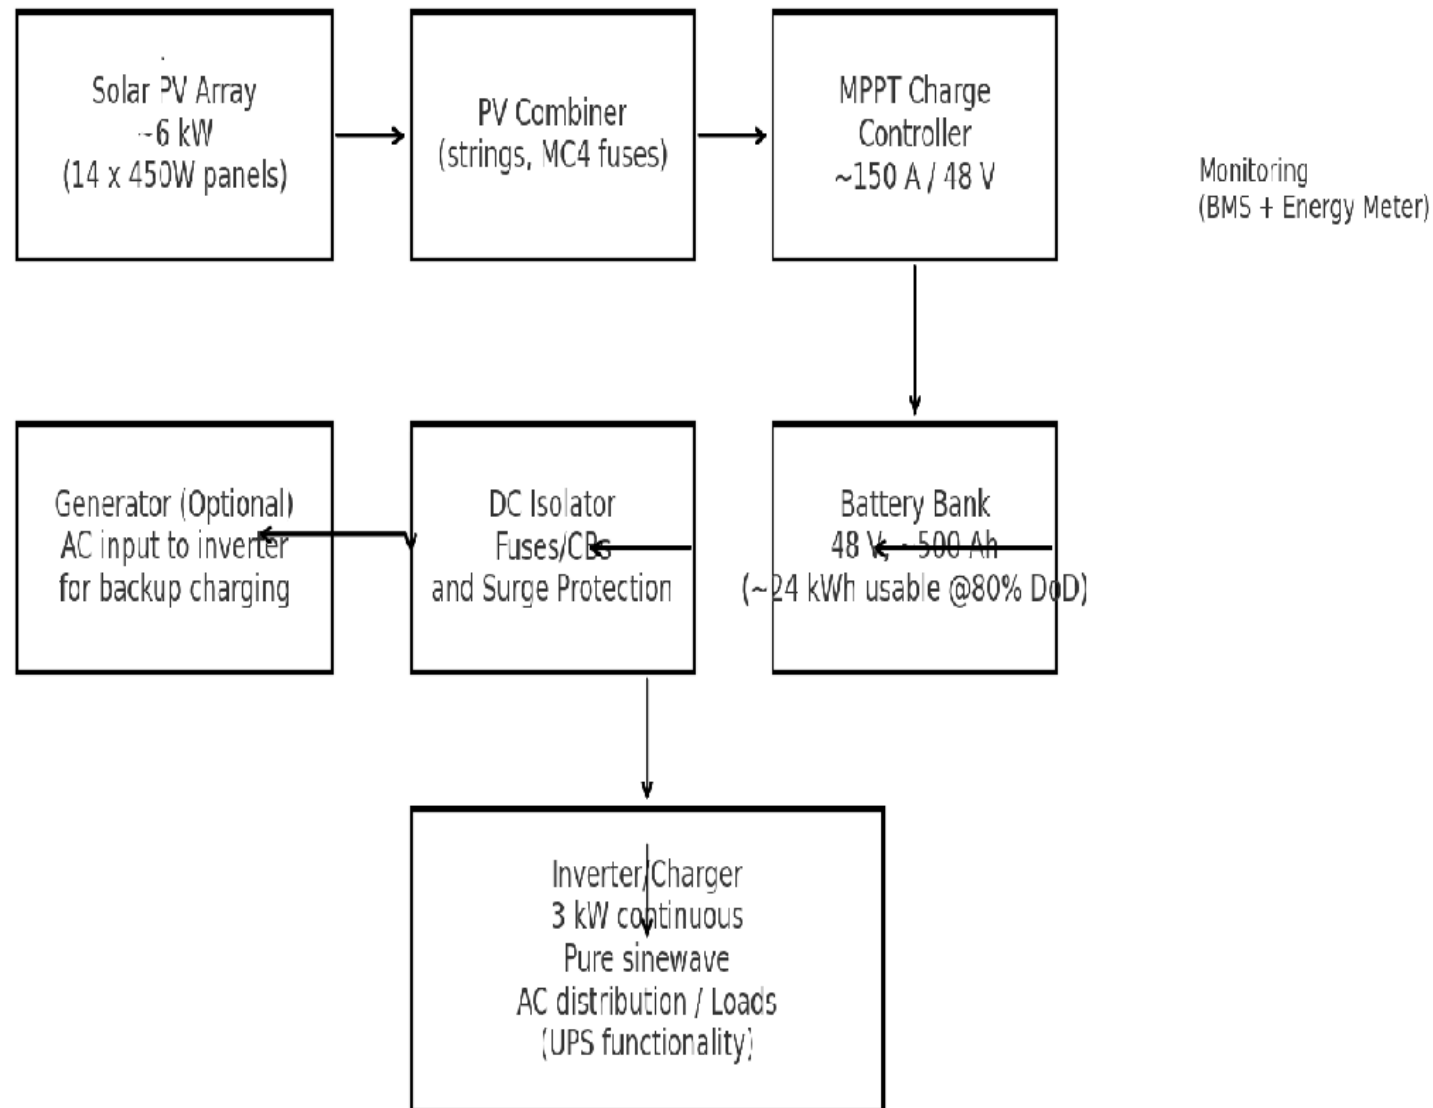 Solar PV Array
~6 kW
(14 x 450W panels)
PV Combiner
(strings, MC4 fuses)
MPPT Charge
Controller
~150 A / 48 V
Monitoring
(BMS + Energy Meter)
Generator (Optional)
AC input to inverter
for backup charging
DC Isolator
Fuses/CBs
and Surge Protection
Battery Bank
48 V, ~500 Ah
(~24 kWh usable @80% DoD)
Inverter/Charger
3 kW continuous
Pure sinewave
AC distribution / Loads
(UPS functionality)